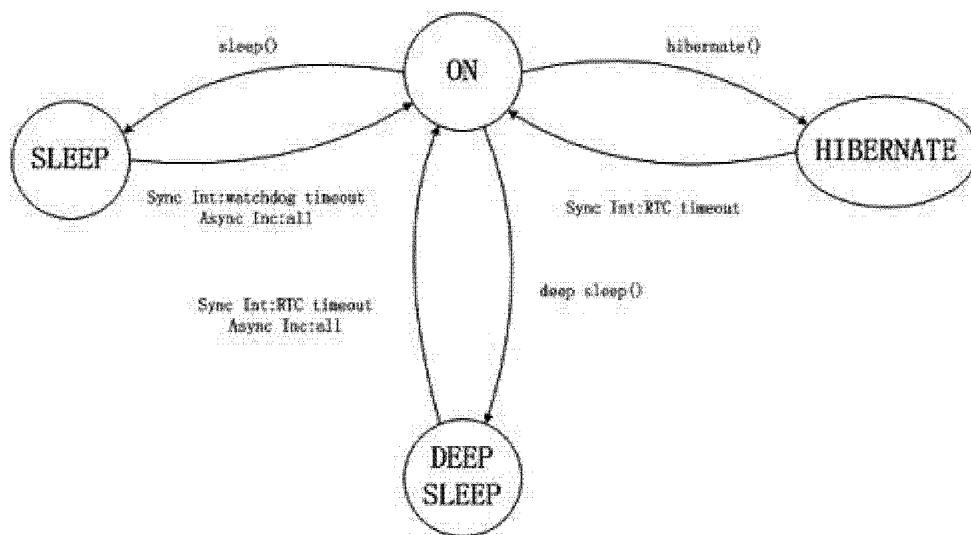 sleep()
ON
hibernate()
SLEEP
HIBERNATE
Sync Int:watchdog timeout
Async Inc:all
Sync Int:RTC timeout
deep sleep()
Sync Int:RTC timeout
Async Inc:all
DEEP
SLEEP